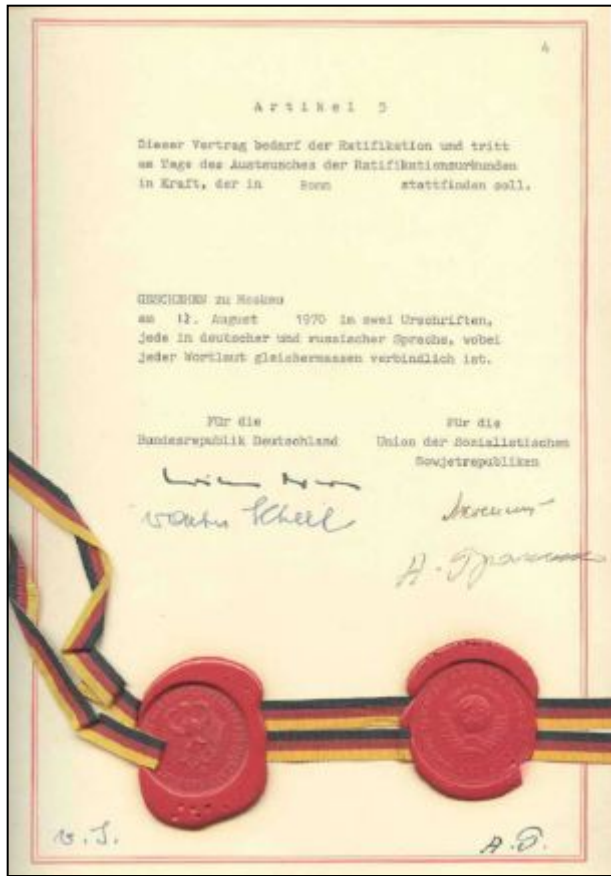 4
Artikel 5
Dieser Vertrag bedarf der Ratifikation und tritt
am Tage des Austausches der Ratifikationsurkunden
in Kraft, der in Bonn stattfinden soll.
GESCHEHEN zu Moskau
am 12. August 1970 in zwei Urschriften,
jede in deutscher und russischer Sprache, wobei
jeder Wortlaut gleichermassen verbindlich ist.
Für die
Bundesrepublik Deutschland
Für die
Union der Sozialistischen
Sowjetrepubliken
Walter Scheel